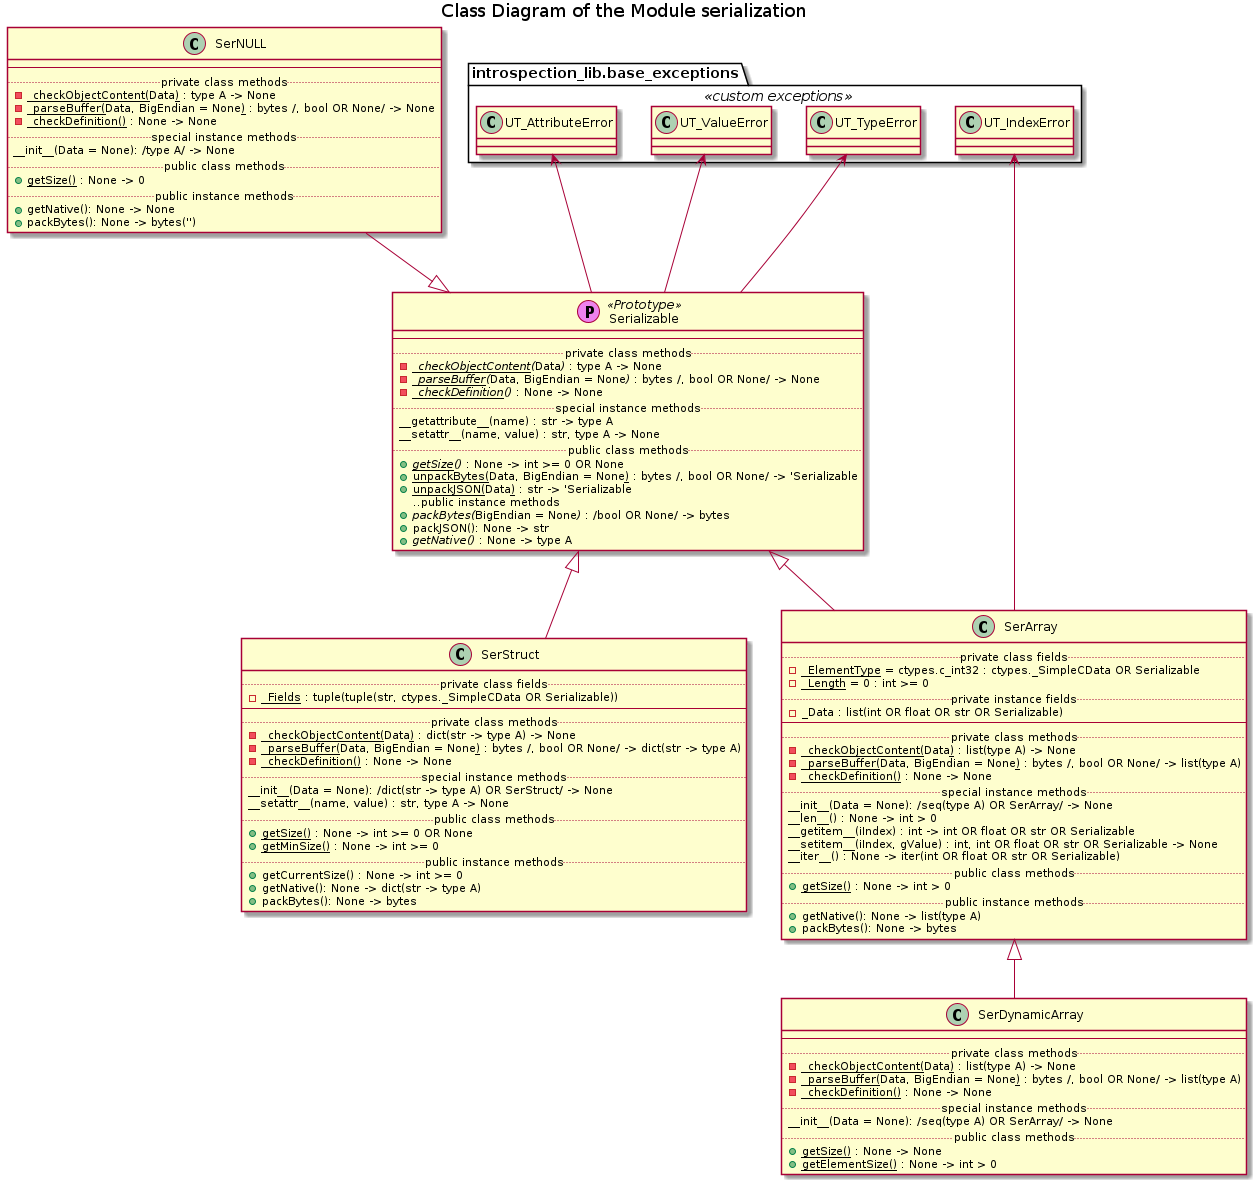 Class Diagram of the Module serialization
C SerNULL
private class methods
_checkObjectContent(Data) : type A -> None
_parseBuffer(Data, BigEndian = None) : bytes /, bool OR None/ -> None
_checkDefinition() : None -> None
special instance methods
__init__(Data = None): /type A/ -> None
public class methods
getSize() : None -> 0
public instance methods
getNative(): None -> None
packBytes(): None -> bytes('')
introspection_lib.base_exceptions
«custom exceptions»
C UT_AttributeError
C UT_ValueError
C UT_TypeError
C UT_IndexError
P «Prototype»
Serializable
private class methods
_checkObjectContent(Data) : type A -> None
_parseBuffer(Data, BigEndian = None) : bytes /, bool OR None/ -> None
_checkDefinition() : None -> None
special instance methods
__getattribute__(name) : str -> type A
__setattr__(name, value) : str, type A -> None
public class methods
getSize() : None -> int >= 0 OR None
unpackBytes(Data, BigEndian = None) : bytes /, bool OR None/ -> 'Serializable
unpackJSON(Data) : str -> 'Serializable
..public instance methods
packBytes(BigEndian = None) : /bool OR None/ -> bytes
packJSON(): None -> str
getNative() : None -> type A
C SerStruct
private class fields
_Fields : tuple(tuple(str, ctypes._SimpleCData OR Serializable))
private class methods
_checkObjectContent(Data) : dict(str -> type A) -> None
_parseBuffer(Data, BigEndian = None) : bytes /, bool OR None/ -> dict(str -> type A)
_checkDefinition() : None -> None
special instance methods
__init__(Data = None): /dict(str -> type A) OR SerStruct/ -> None
__setattr__(name, value) : str, type A -> None
public class methods
getSize() : None -> int >= 0 OR None
getMinSize() : None -> int >= 0
public instance methods
getCurrentSize() : None -> int >= 0
getNative(): None -> dict(str -> type A)
packBytes(): None -> bytes
C SerArray
private class fields
_ElementType = ctypes.c_int32 : ctypes._SimpleCData OR Serializable
_Length = 0 : int >= 0
private instance fields
_Data : list(int OR float OR str OR Serializable)
private class methods
_checkObjectContent(Data) : list(type A) -> None
_parseBuffer(Data, BigEndian = None) : bytes /, bool OR None/ -> list(type A)
_checkDefinition() : None -> None
special instance methods
__init__(Data = None): /seq(type A) OR SerArray/ -> None
__len__() : None -> int > 0
__getitem__(iIndex) : int -> int OR float OR str OR Serializable
__setitem__(iIndex, gValue) : int, int OR float OR str OR Serializable -> None
__iter__() : None -> iter(int OR float OR str OR Serializable)
public class methods
getSize() : None -> int > 0
public instance methods
getNative(): None -> list(type A)
packBytes(): None -> bytes
C SerDynamicArray
private class methods
_checkObjectContent(Data) : list(type A) -> None
_parseBuffer(Data, BigEndian = None) : bytes /, bool OR None/ -> list(type A)
_checkDefinition() : None -> None
special instance methods
__init__(Data = None): /seq(type A) OR SerArray/ -> None
public class methods
getSize() : None -> None
getElementSize() : None -> int > 0